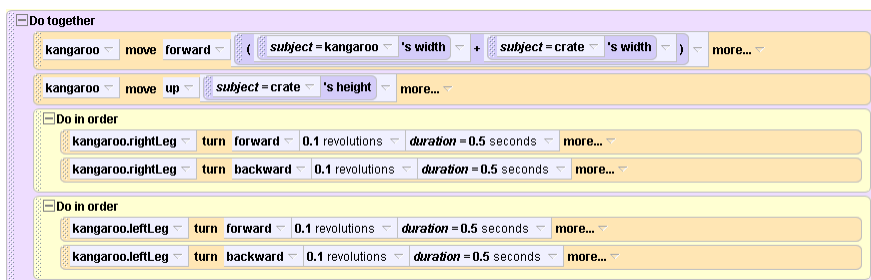 Do together
kangaroo move forward ( subject = kangaroo 's width + subject = crate 's width ) more...
kangaroo move up subject = crate 's height more...
Do in order
kangaroo.rightLeg turn forward 0.1 revolutions duration = 0.5 seconds more...
kangaroo.rightLeg turn backward 0.1 revolutions duration = 0.5 seconds more...
Do in order
kangaroo.leftLeg turn forward 0.1 revolutions duration = 0.5 seconds more...
kangaroo.leftLeg turn backward 0.1 revolutions duration = 0.5 seconds more...